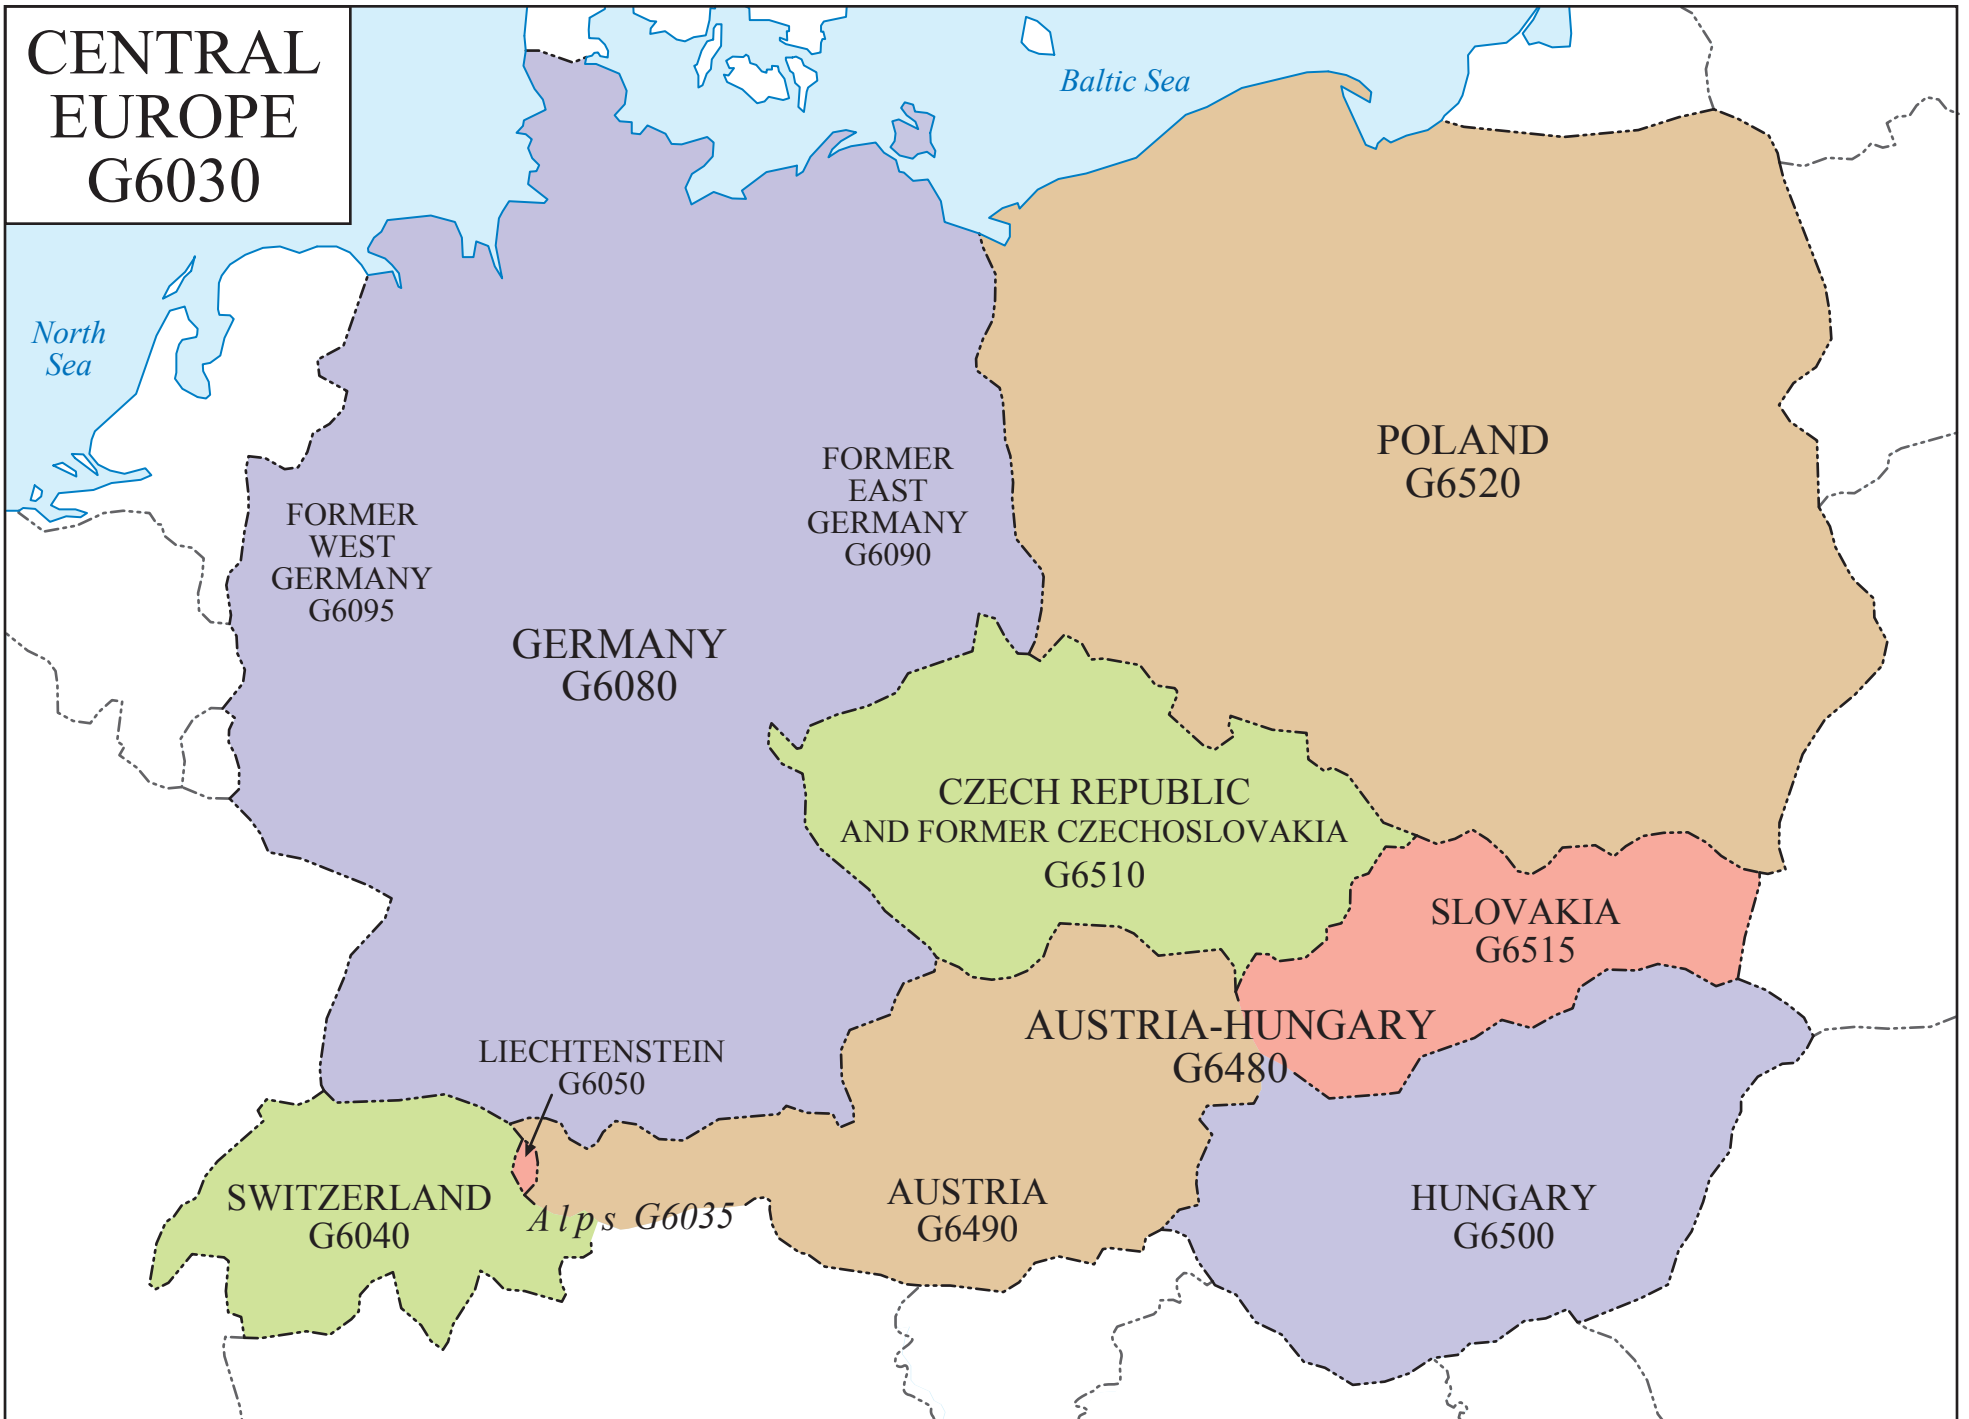 CENTRAL
EUROPE
G6030
Baltic Sea
North
Sea
POLAND
G6520
FORMER
EAST
GERMANY
G6090
FORMER
WEST
GERMANY
G6095
GERMANY
G6080
CZECH REPUBLIC
AND FORMER CZECHOSLOVAKIA
G6510
SLOVAKIA
G6515
AUSTRIA-HUNGARY
G6480
LIECHTENSTEIN
G6050
SWITZERLAND
G6040
Alps G6035
AUSTRIA
G6490
HUNGARY
G6500